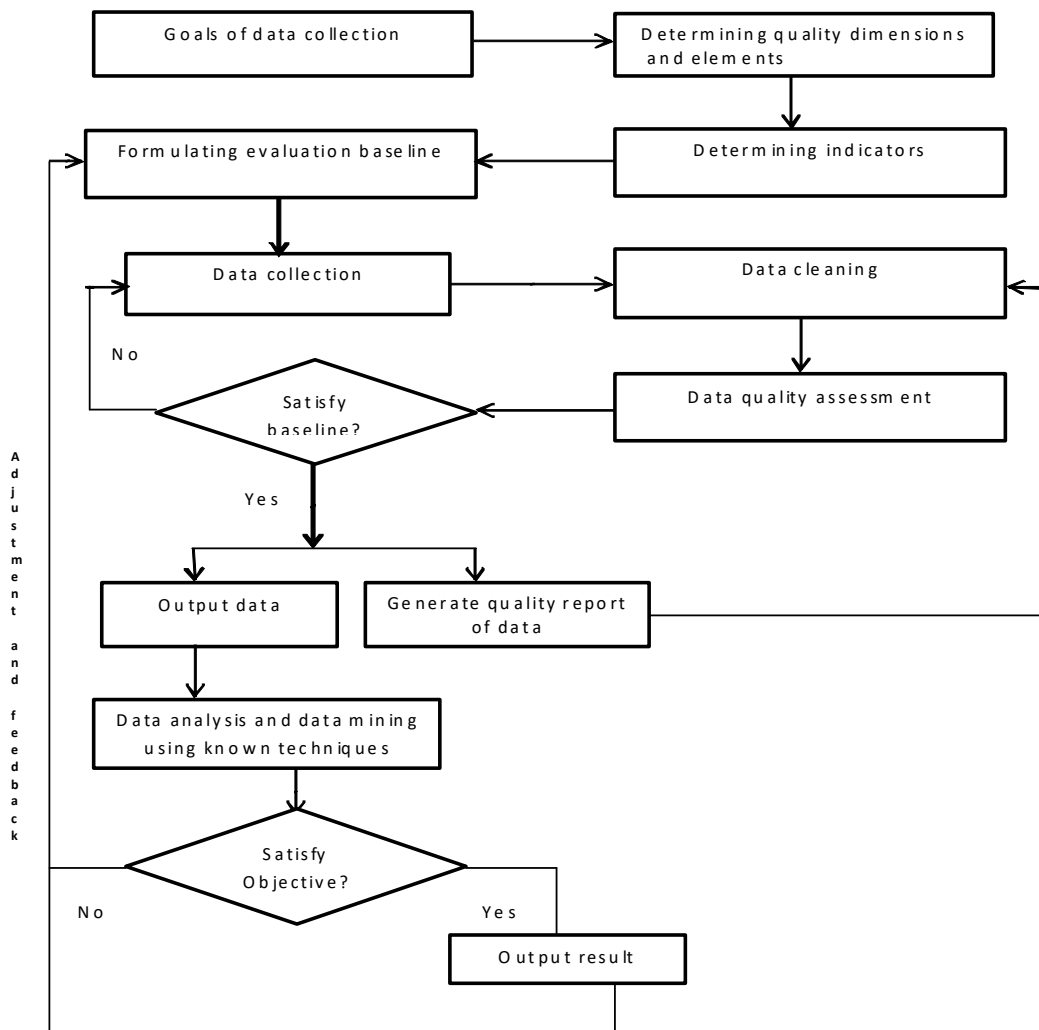 Goals of data collection
Determining quality dimensions
and elements
Formulating evaluation baseline
Determining indicators
Data collection
Data cleaning
No
Satisfy
baseline?
Data quality assessment
Yes
Adjustment and feedback
Output data
Generate quality report
of data
Data analysis and data mining
using known techniques
Satisfy
Objective?
No
Yes
Output result